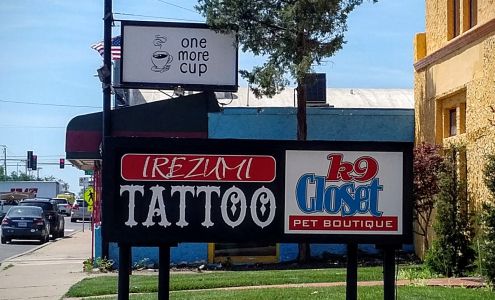 one
more
cup
IREZUMI
TATTOO
k9
Closet
PET BOUTIQUE